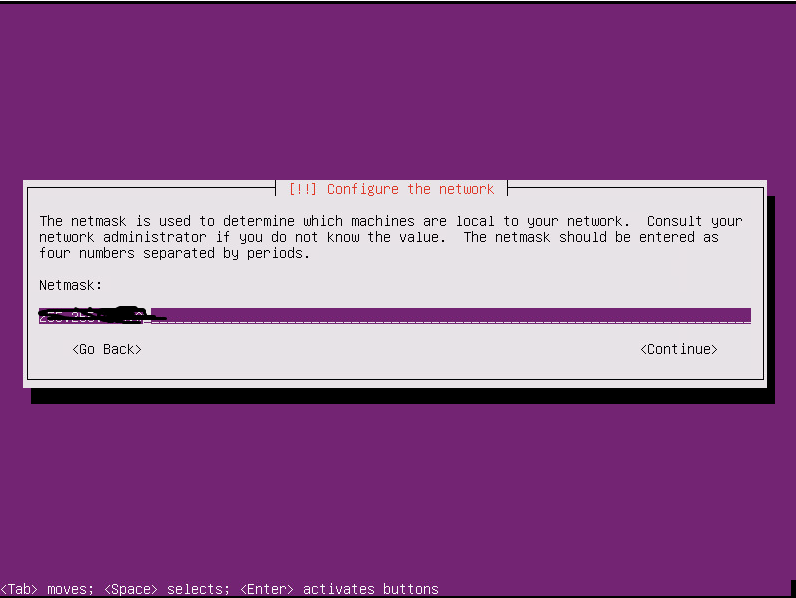 [!!] Configure the network
The netmask is used to determine which machines are local to your network.  Consult your
network administrator if you do not know the value.  The netmask should be entered as
four numbers separated by periods.
Netmask:
<Go Back> <Continue>
<Tab> moves; <Space> selects; <Enter> activates buttons